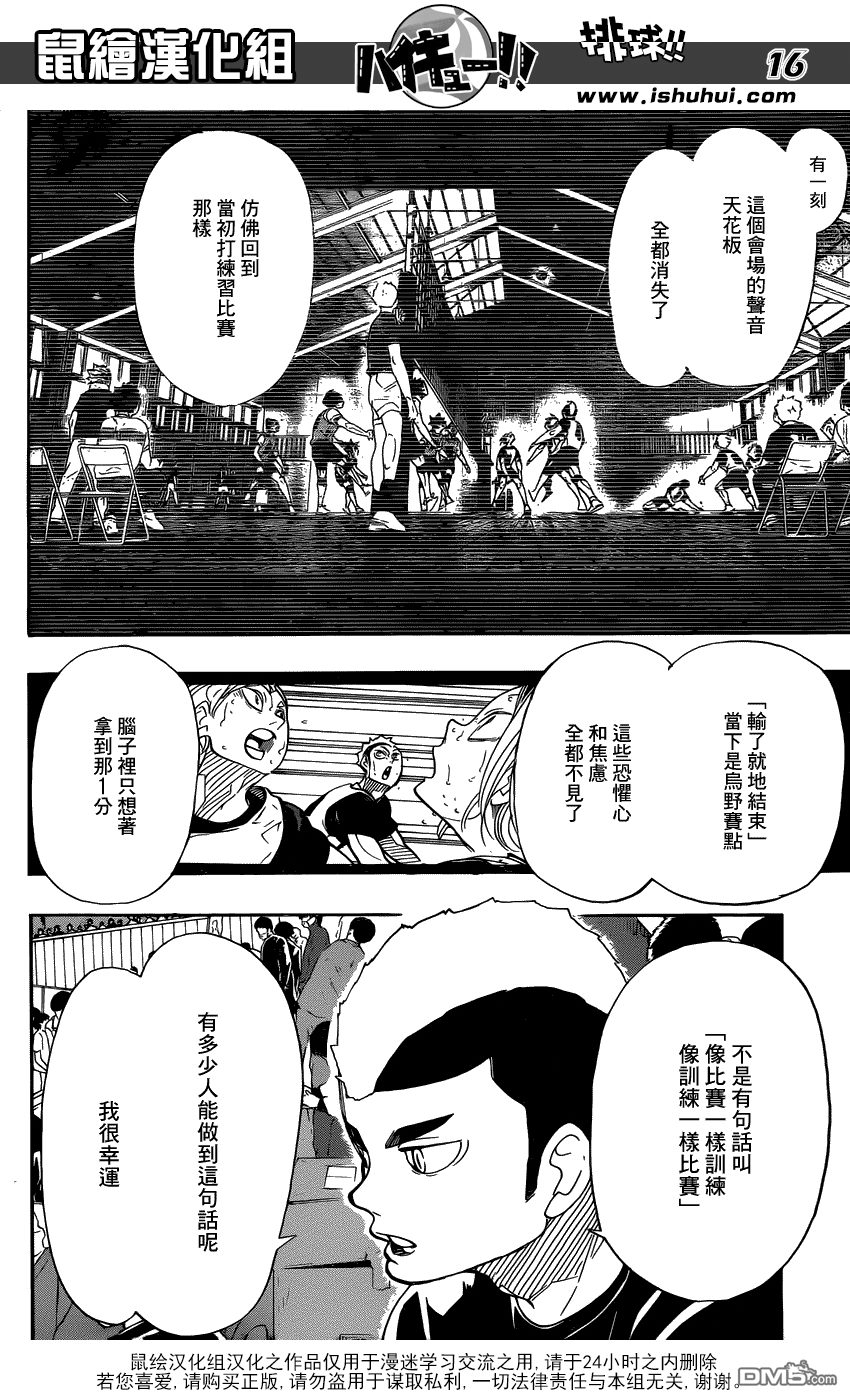 鼠繪漢化組
ハイキュー!!
排球!!
16
www.ishuhui.com
有一刻
這個會場的聲音
天花板
全都消失了
仿佛回到
當初打練習比賽
那樣
「輸了就地結束」
當下是烏野賽點
這些恐懼心
和焦慮
全都不見了
腦子裡只想著
拿到那1分
不是有句話叫
「像比賽一樣訓練
像訓練一樣比賽」
有多少人能做到這句話呢
我很幸運
鼠绘汉化组汉化之作品仅用于漫迷学习交流之用, 请于24小时之内删除
若您喜爱, 请购买正版, 请勿盗用于谋取私利, 一切法律责任与本组无关, 谢谢。
DM5.com